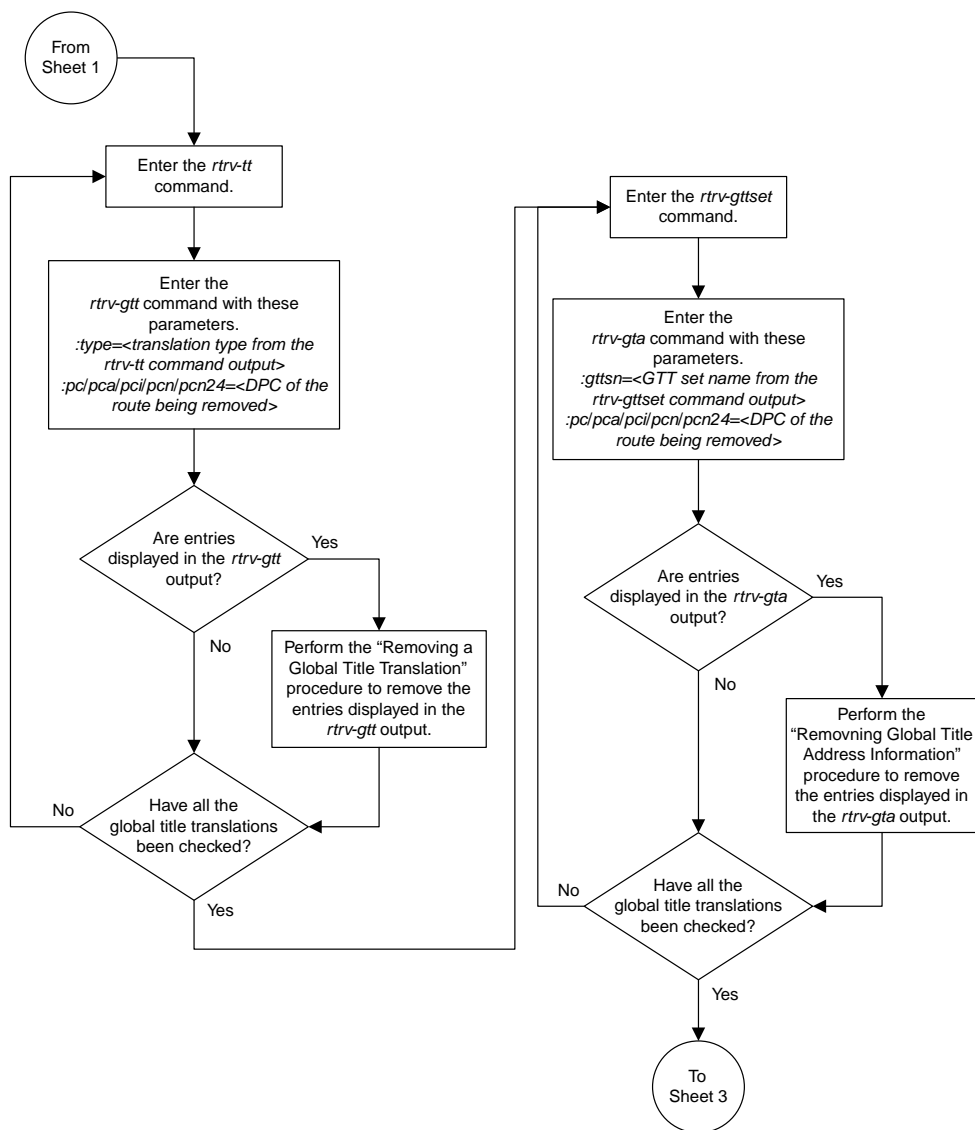 From
Sheet 1
Enter the rtrv-tt
command.
Enter the
rtrv-gtt command with these
parameters.
:type=<translation type from the
rtrv-tt command output>
:pc/pca/pci/pcn/pcn24=<DPC of the
route being removed>
Are entries
displayed in the rtrv-gtt
output?
Yes
No
Perform the “Removing a
Global Title Translation”
procedure to remove the
entries displayed in the
rtrv-gtt output.
Have all the
global title translations
been checked?
No
Yes
Enter the rtrv-gttset
command.
Enter the
rtrv-gta command with these
parameters.
:gttsn=<GTT set name from the
rtrv-gttset command output>
:pc/pca/pci/pcn/pcn24=<DPC of the
route being removed>
Are entries
displayed in the rtrv-gta
output?
Yes
No
Perform the
“Removning Global Title
Address Information”
procedure to remove
the entries displayed in
the rtrv-gta output.
Have all the
global title translations
been checked?
No
Yes
To
Sheet 3